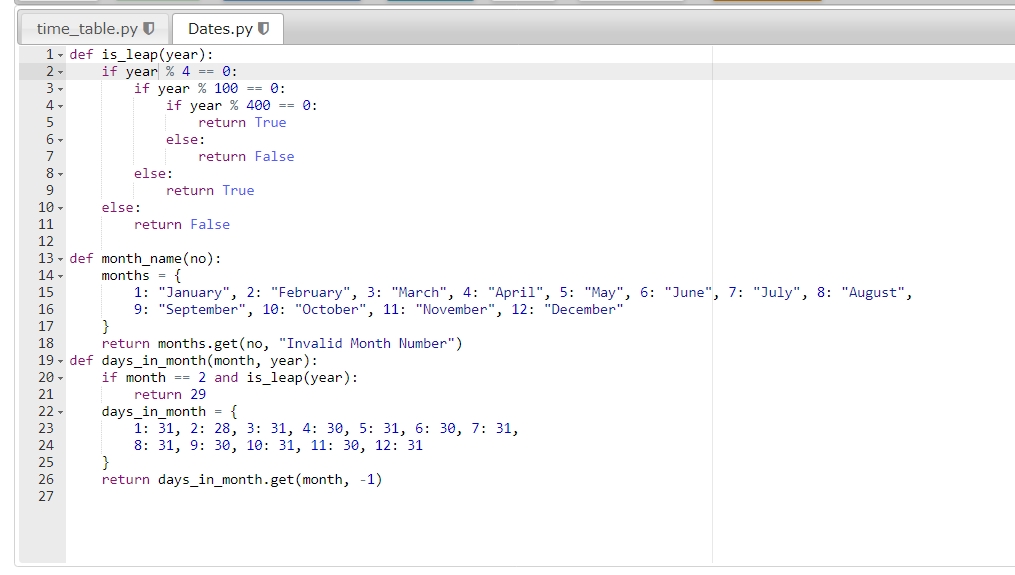 time_table.py Dates.py
1 def is_leap(year):
2     if year % 4 == 0:
3         if year % 100 == 0:
4             if year % 400 == 0:
5                 return True
6             else:
7                 return False
8         else:
9             return True
10     else:
11         return False
12
13 def month_name(no):
14     months = {
15         1: "January", 2: "February", 3: "March", 4: "April", 5: "May", 6: "June", 7: "July", 8: "August",
16         9: "September", 10: "October", 11: "November", 12: "December"
17     }
18     return months.get(no, "Invalid Month Number")
19 def days_in_month(month, year):
20     if month == 2 and is_leap(year):
21         return 29
22     days_in_month = {
23         1: 31, 2: 28, 3: 31, 4: 30, 5: 31, 6: 30, 7: 31,
24         8: 31, 9: 30, 10: 31, 11: 30, 12: 31
25     }
26     return days_in_month.get(month, -1)
27